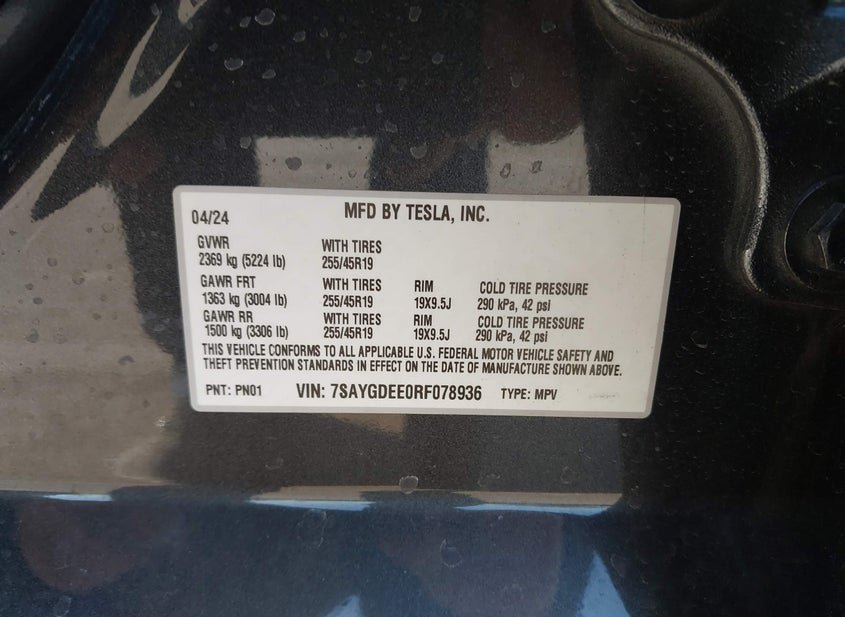 04/24 MFD BY TESLA, INC.
GVWR WITH TIRES
2369 kg (5224 lb) 255/45R19
GAWR FRT WITH TIRES RIM COLD TIRE PRESSURE
1363 kg (3004 lb) 255/45R19 19X9.5J 290 kPa, 42 psi
GAWR RR WITH TIRES RIM COLD TIRE PRESSURE
1500 kg (3306 lb) 255/45R19 19X9.5J 290 kPa, 42 psi
THIS VEHICLE CONFORMS TO ALL APPLICABLE U.S. FEDERAL MOTOR VEHICLE SAFETY AND
THEFT PREVENTION STANDARDS IN EFFECT ON THE DATE OF MANUFACTURE SHOWN ABOVE.
PNT: PN01 VIN: 7SAYGDEE0RF078936 TYPE: MPV